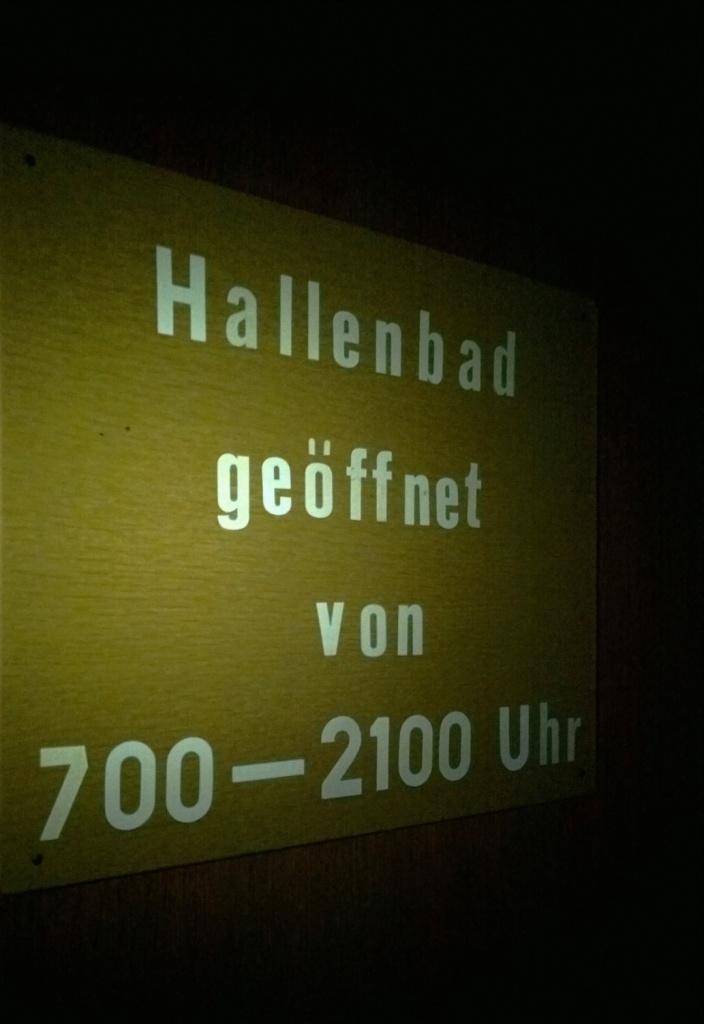 Hallenbad
geöffnet
von
700–2100 Uhr